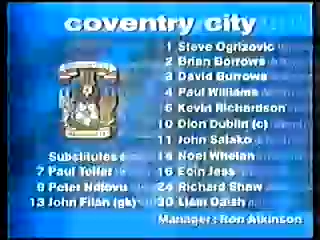 coventry city
1 Steve Ogrizovic
2 Brian Borrows
3 David Burrows
4 Paul Williams
6 Kevin Richardson
10 Dion Dublin (c)
11 John Salako
14 Noel Whelan
16 Eoin Jess
24 Richard Shaw
30 Liam Daish
Substitutes
7 Paul Telfer
9 Peter Ndlovu
13 John Filan (gk)
Manager: Ron Atkinson